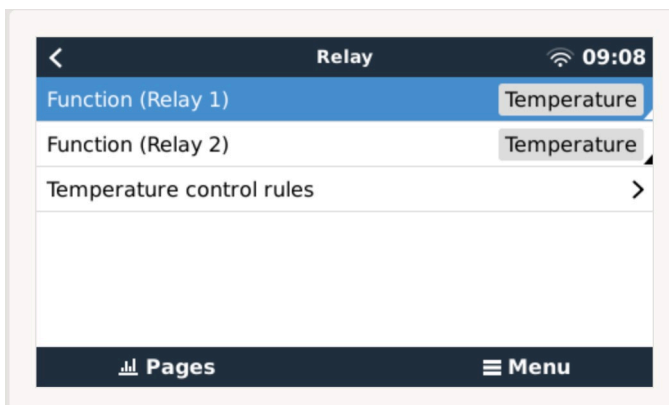 Relay 09:08
Function (Relay 1) Temperature
Function (Relay 2) Temperature
Temperature control rules
Pages Menu